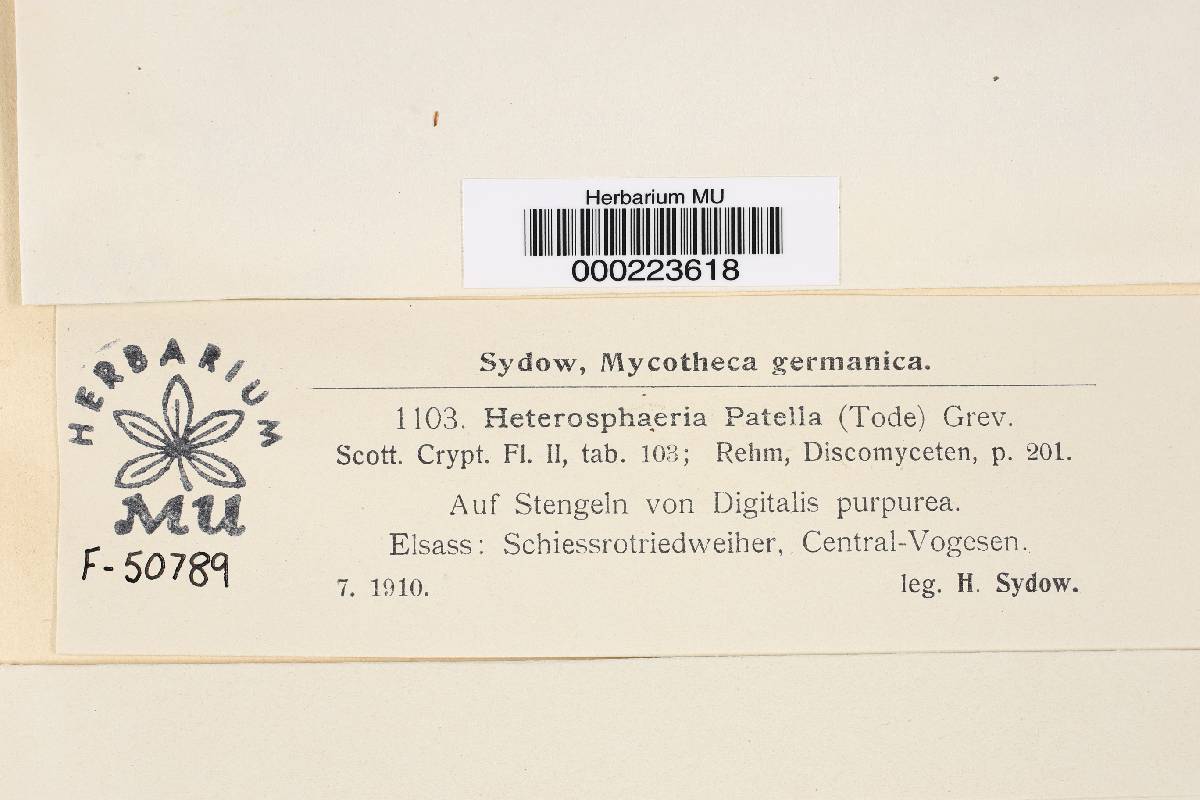 Herbarium MU
000223618
HERBARIUM
MU
F-50789
Sydow, Mycotheca germanica.
1103. Heterosphaeria Patella (Tode) Grev.
Scott. Crypt. Fl. II, tab. 103; Rehm, Discomyceten, p. 201.
Auf Stengeln von Digitalis purpurea.
Elsass: Schiessrotriedweiher, Central-Vogesen.
7. 1910. leg. H. Sydow.